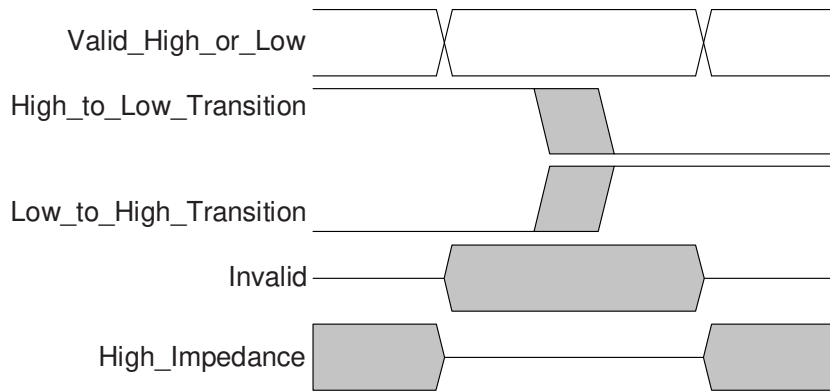 Valid_High_or_Low
High_to_Low_Transition
Low_to_High_Transition
Invalid
High_Impedance